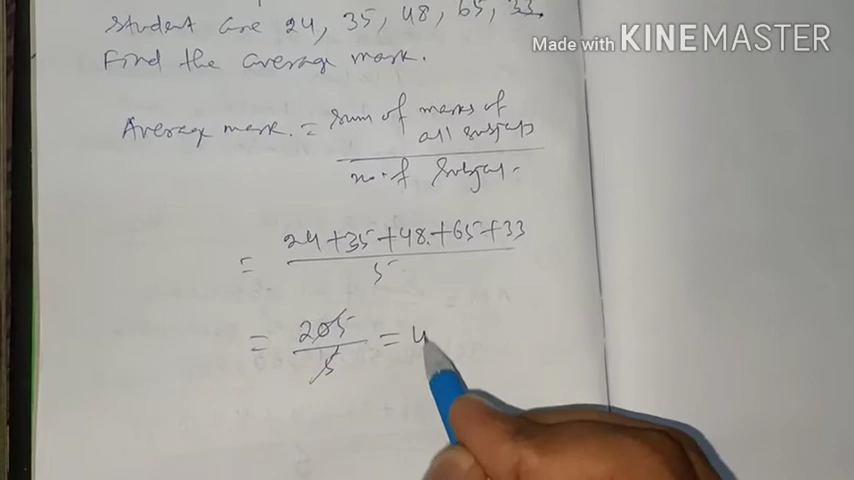 student are 24, 35, 48, 65, 33.
Made with KINEMASTER
Find the average mark.
Average mark. = sum of marks of all subjects
no. of subject.
= 24+35+48+65+33
5
= 205 = 4
5